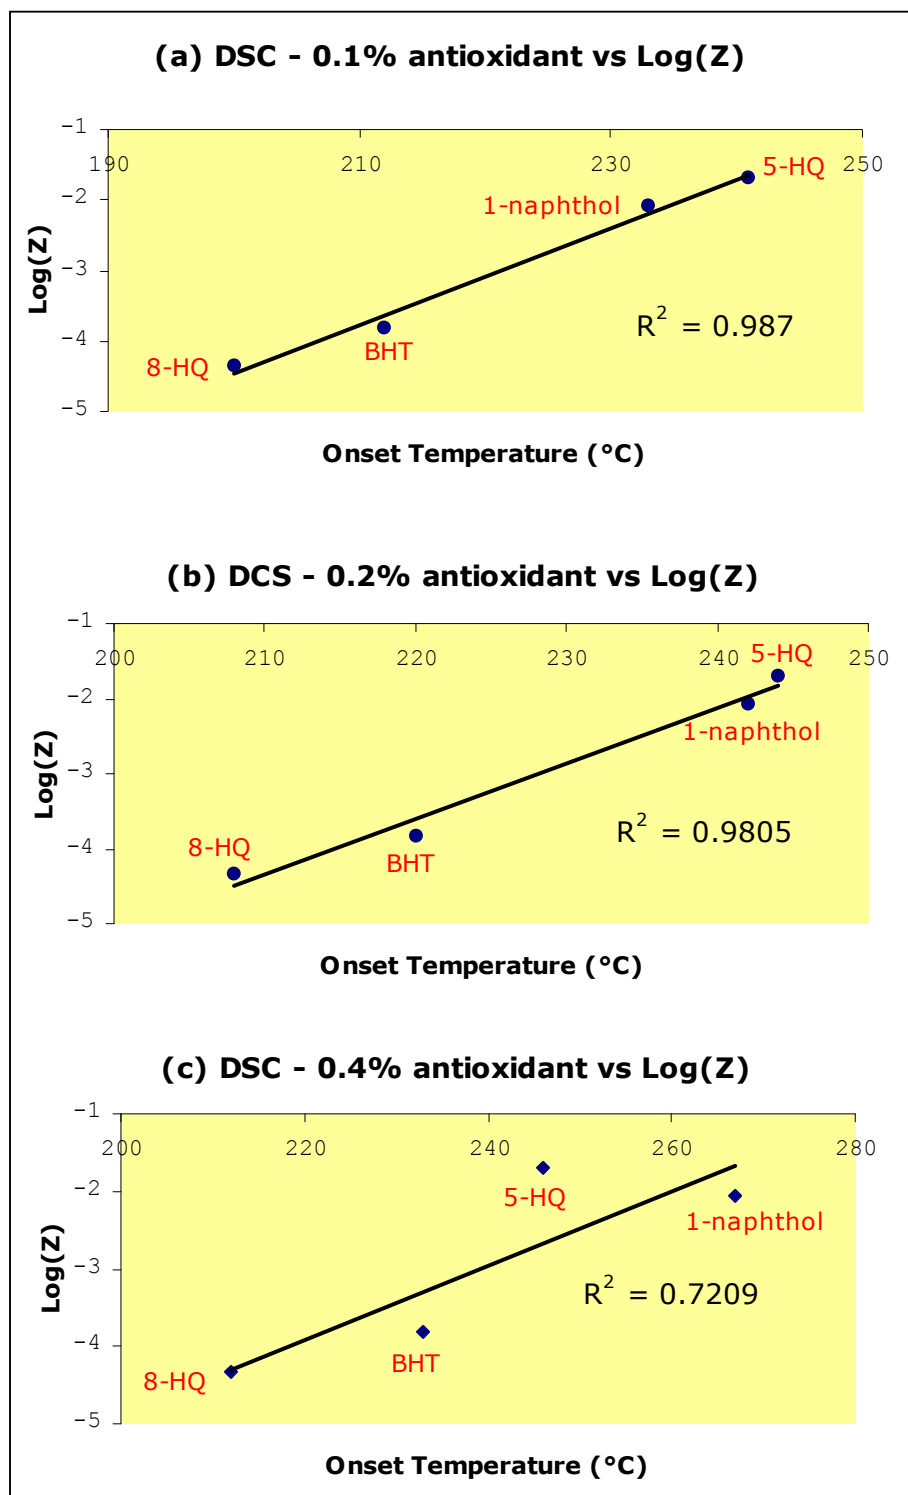 (a) DSC - 0.1% antioxidant vs Log(Z)
-1
190 210 230 250
5-HQ
-2
1-naphthol
Log(Z)
-3
R² = 0.987
-4
BHT
8-HQ
-5
Onset Temperature (°C)
(b) DCS - 0.2% antioxidant vs Log(Z)
-1
200 210 220 230 240 250
5-HQ
-2
1-naphthol
Log(Z)
-3
R² = 0.9805
-4
8-HQ
BHT
-5
Onset Temperature (°C)
(c) DSC - 0.4% antioxidant vs Log(Z)
-1
200 220 240 260 280
-2
5-HQ
1-naphthol
Log(Z)
-3
R² = 0.7209
-4
BHT
8-HQ
-5
Onset Temperature (°C)